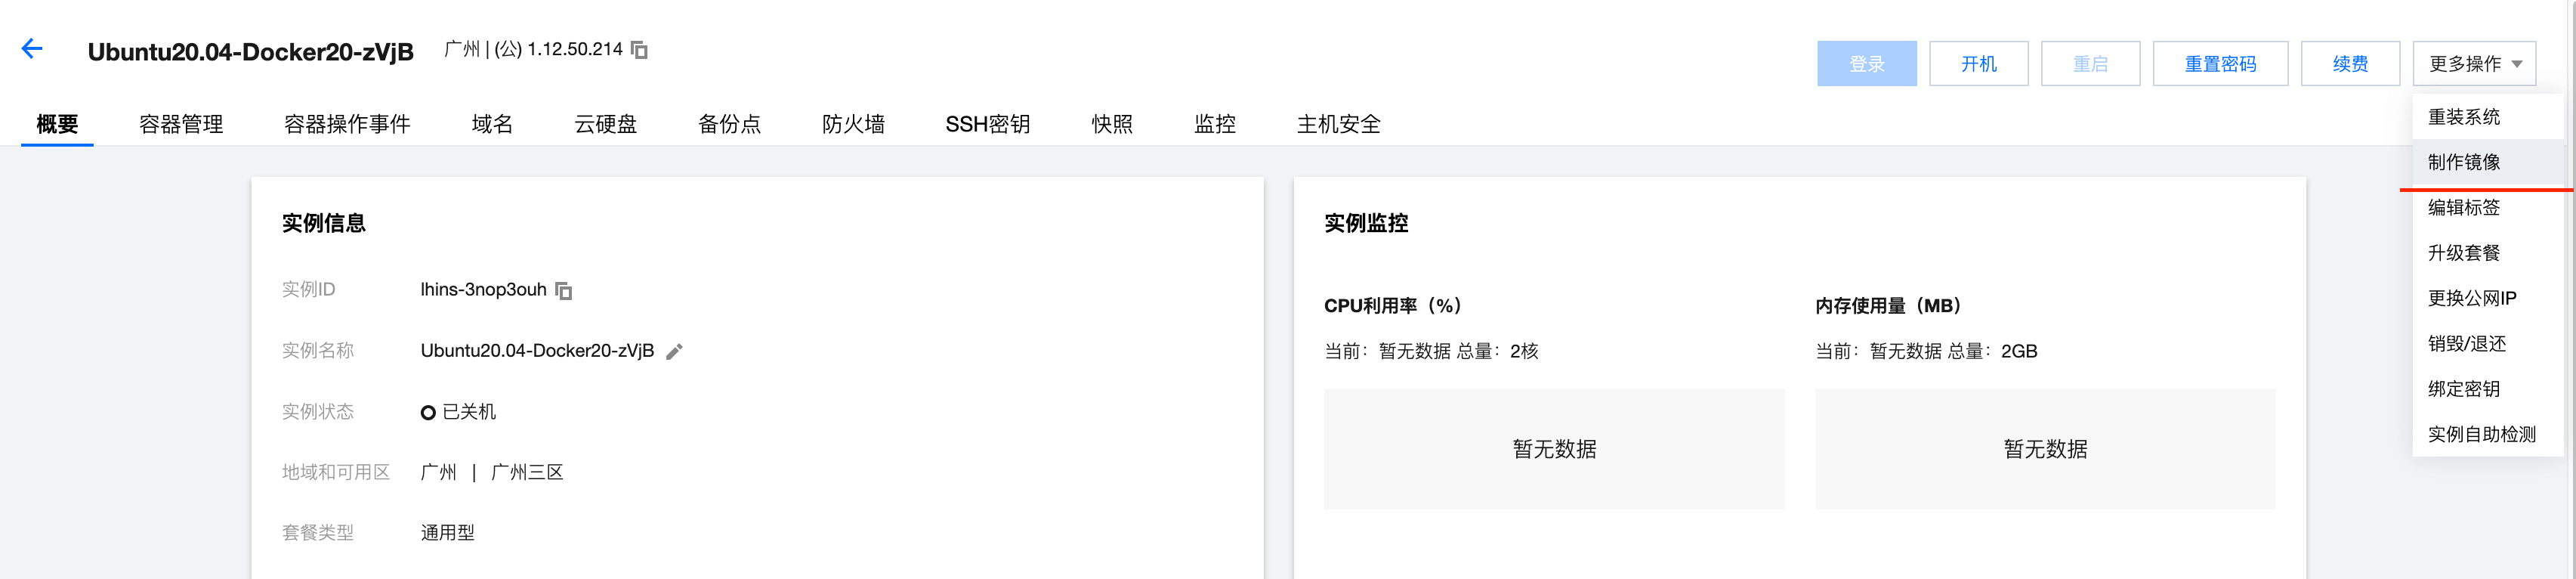 Ubuntu20.04-Docker20-zVjB 广州 | (公) 1.12.50.214
登录 开机 重启 重置密码 续费 更多操作
概要 容器管理 容器操作事件 域名 云硬盘 备份点 防火墙 SSH密钥 快照 监控 主机安全
重装系统
制作镜像
编辑标签
升级套餐
更换公网IP
销毁/退还
绑定密钥
实例自助检测
实例信息
实例ID lhins-3nop3ouh
实例名称 Ubuntu20.04-Docker20-zVjB
实例状态 已关机
地域和可用区 广州 | 广州三区
套餐类型 通用型
实例监控
CPU利用率（%）
当前：暂无数据 总量：2核
暂无数据
内存使用量（MB）
当前：暂无数据 总量：2GB
暂无数据